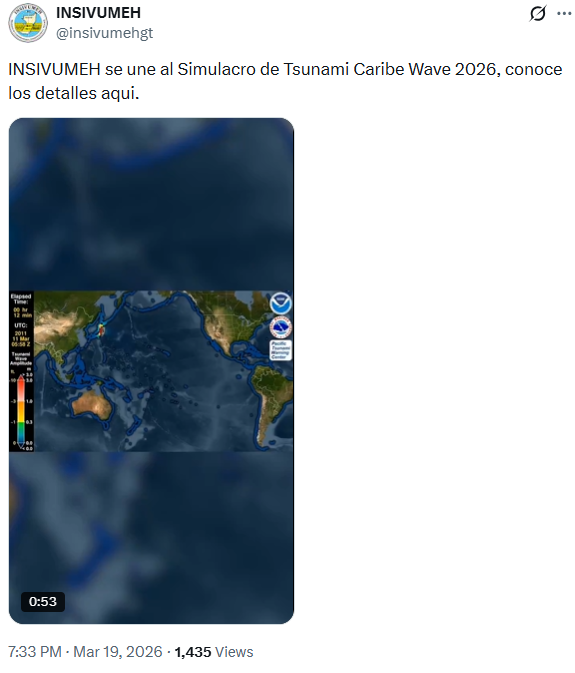 INSIVUMEH
@insivumehgt
INSIVUMEH se une al Simulacro de Tsunami Caribe Wave 2026, conoce
los detalles aqui.
Elapsed
Time:
00 hr
12 min
UTC:
2011
11 Mar
05:58 Z
Tsunami
Wave
Amplitude
Pacific
Tsunami
Warning
Center
0:53
7:33 PM · Mar 19, 2026 · 1,435 Views